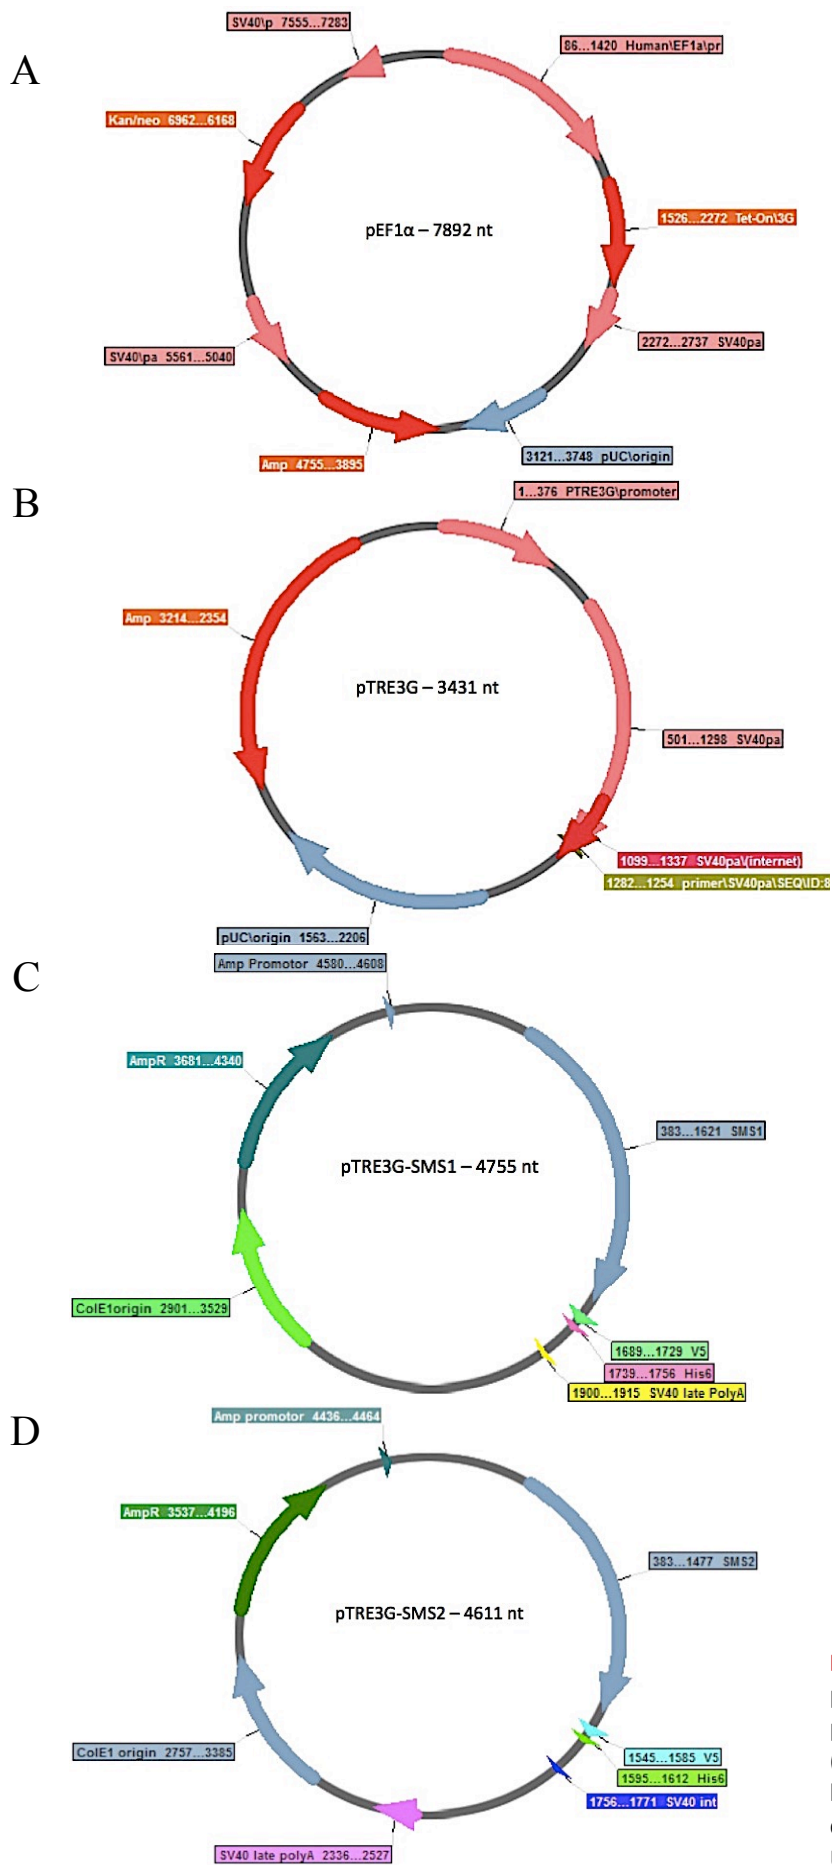 A
SV40\p 7555...7283
86...1420 Human\EF1a\pr
Kan/neo 6962...6168
pEF1α – 7892 nt
1526...2272 Tet-On\3G
2272...2737 SV40pa
SV40\pa 5561...5040
3121...3748 pUC\origin
Amp 4755...3895
B
1...376 PTRE3G\promoter
Amp 3214...2354
pTRE3G – 3431 nt
501...1298 SV40pa
1099...1337 SV40pa\(internet)
1282...1254 primer\SV40pa\SEQ\ID:8
pUC\origin 1563...2206
C
Amp Promotor 4580...4608
AmpR 3681...4340
383...1621 SMS1
pTRE3G-SMS1 – 4755 nt
ColE1origin 2901...3529
1689...1729 V5
1739...1756 His6
1900...1915 SV40 late PolyA
D
Amp promotor 4436...4464
AmpR 3537...4196
383...1477 SMS2
pTRE3G-SMS2 – 4611 nt
ColE1 origin 2757...3385
1545...1585 V5
1595...1612 His6
1756...1771 SV40 int
SV40 late polyA 2336...2527